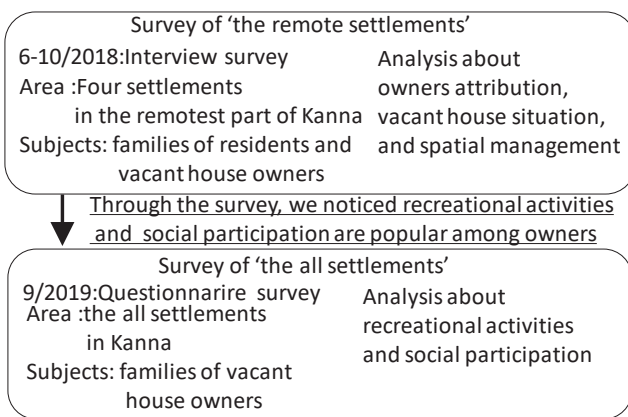 Survey of ‘the remote settlements’
6-10/2018:Interview survey
Area :Four settlements
in the remotest part of Kanna
Subjects: families of residents and
vacant house owners
Analysis about
owners attribution,
vacant house situation,
and spatial management
Through the survey, we noticed recreational activities
and social participation are popular among owners
Survey of ‘the all settlements’
9/2019:Questionnarire survey
Area :the all settlements
in Kanna
Subjects: families of vacant
house owners
Analysis about
recreational activities
and social participation